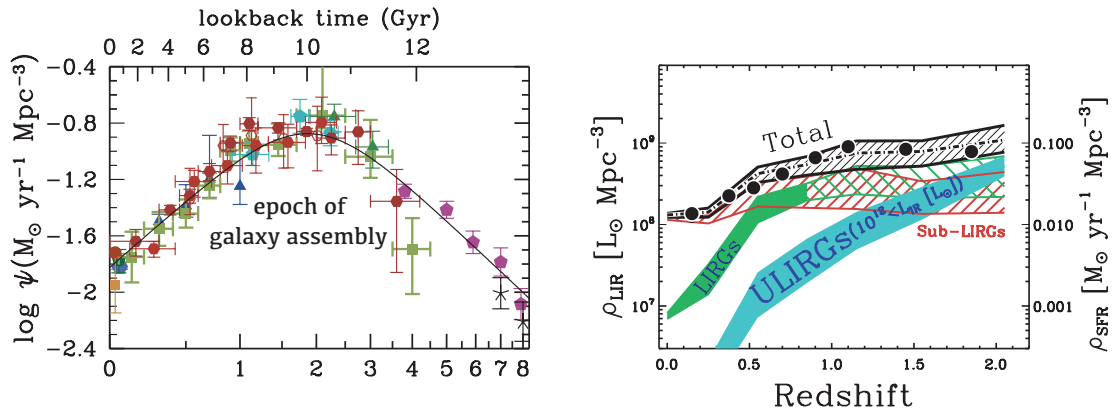 lookback time (Gyr)
0 2 4 6 8 10 12
-0.4
-0.8
-1.2
-1.6
-2
-2.4
log ψ(M⊙ yr⁻¹ Mpc⁻³)
epoch of
galaxy assembly
0 1 2 3 4 5 6 7 8
10⁹
10⁸
10⁷
ρLIR [L⊙ Mpc⁻³]
Total
LIRGs
ULIRGs(10¹²≤LIR [L⊙])
Sub-LIRGs
0.100
0.010
0.001
ρSFR [M⊙ yr⁻¹ Mpc⁻³]
0.0 0.5 1.0 1.5 2.0
Redshift